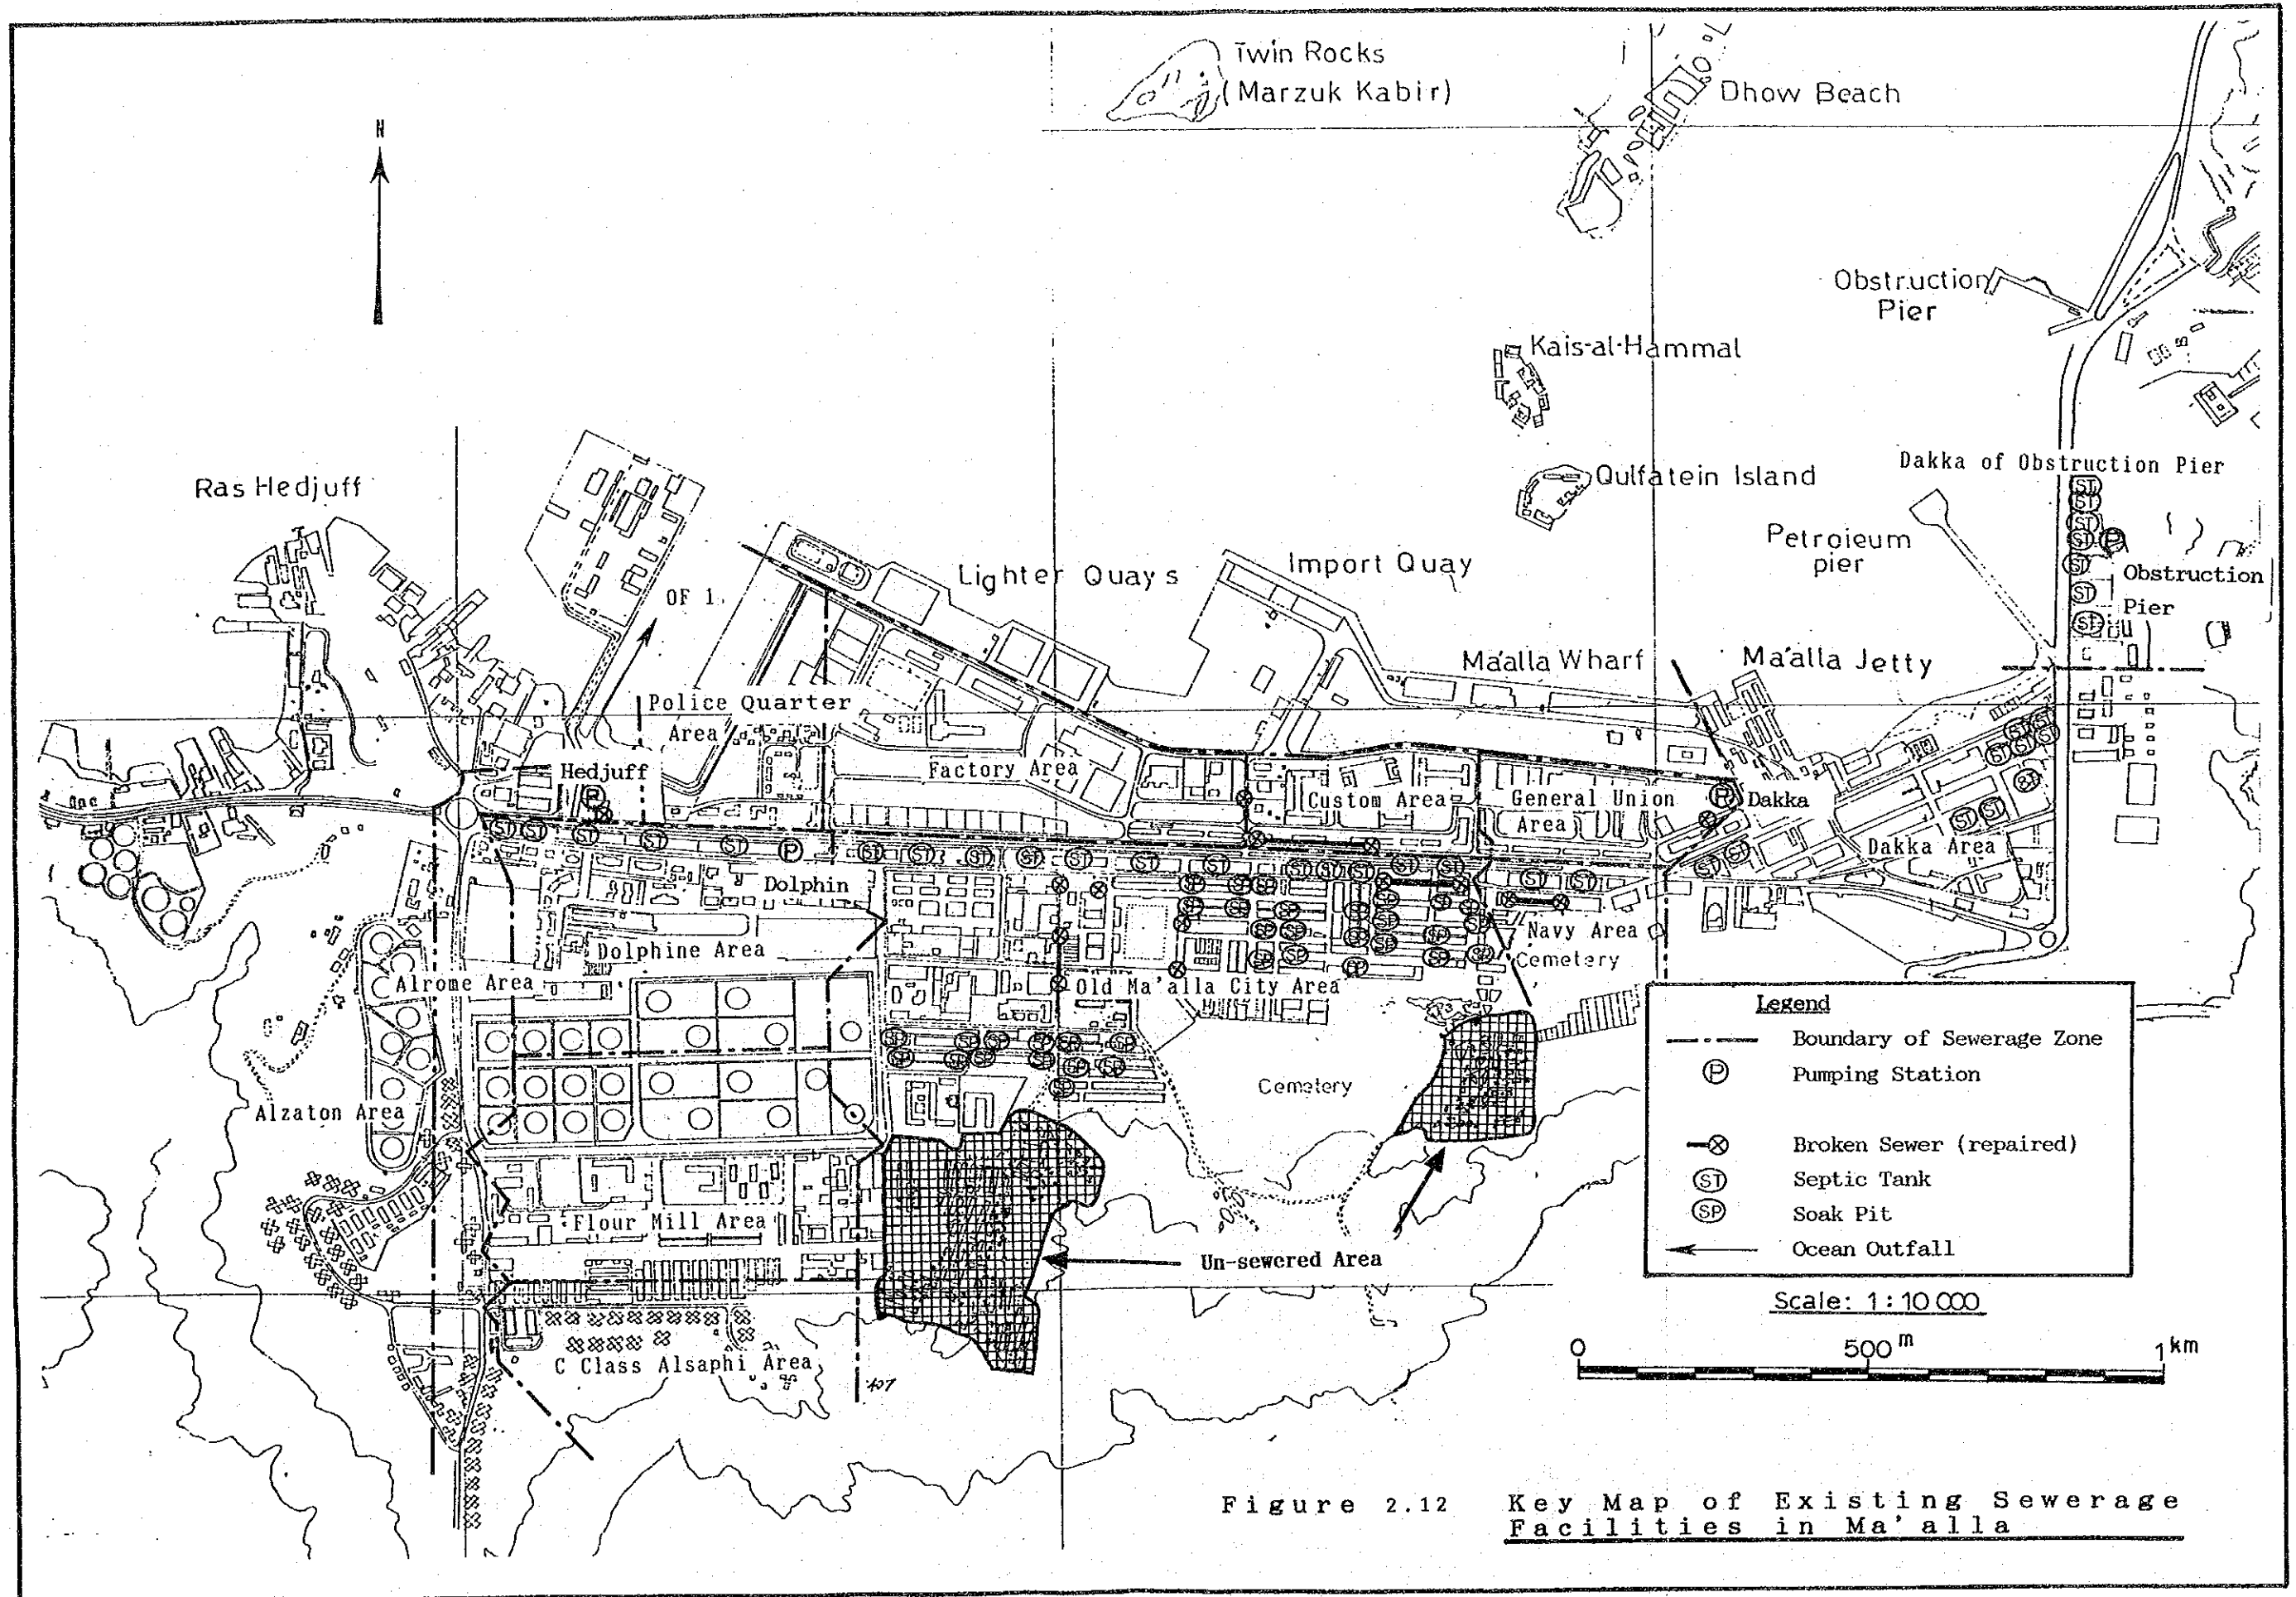 Twin Rocks
(Marzuk Kabir)
Dhow Beach
N
Obstruction
Pier
Kais-al-Hammal
Qulfatein Island
Dakka of Obstruction Pier
Ras Hedjuff
Petroieum
pier
Obstruction
Pier
Lighter Quays
Import Quay
OF 1.
Ma'alla Wharf
Ma'alla Jetty
Police Quarter
Area
Hedjuff
Factory Area
Custom Area
General Union
Area
Dakka
Dakka Area
Dolphin
Dolphine Area
Navy Area
Cemetery
Alrome Area
Old Ma'alla City Area
Cemetery
Alzaton Area
Flour Mill Area
Un-sewered Area
C Class Alsaphi Area
Legend
Boundary of Sewerage Zone
P Pumping Station
Broken Sewer (repaired)
ST Septic Tank
SP Soak Pit
Ocean Outfall
Scale: 1:10 000
0 500 m 1 km
Figure 2.12 Key Map of Existing Sewerage
Facilities in Ma'alla